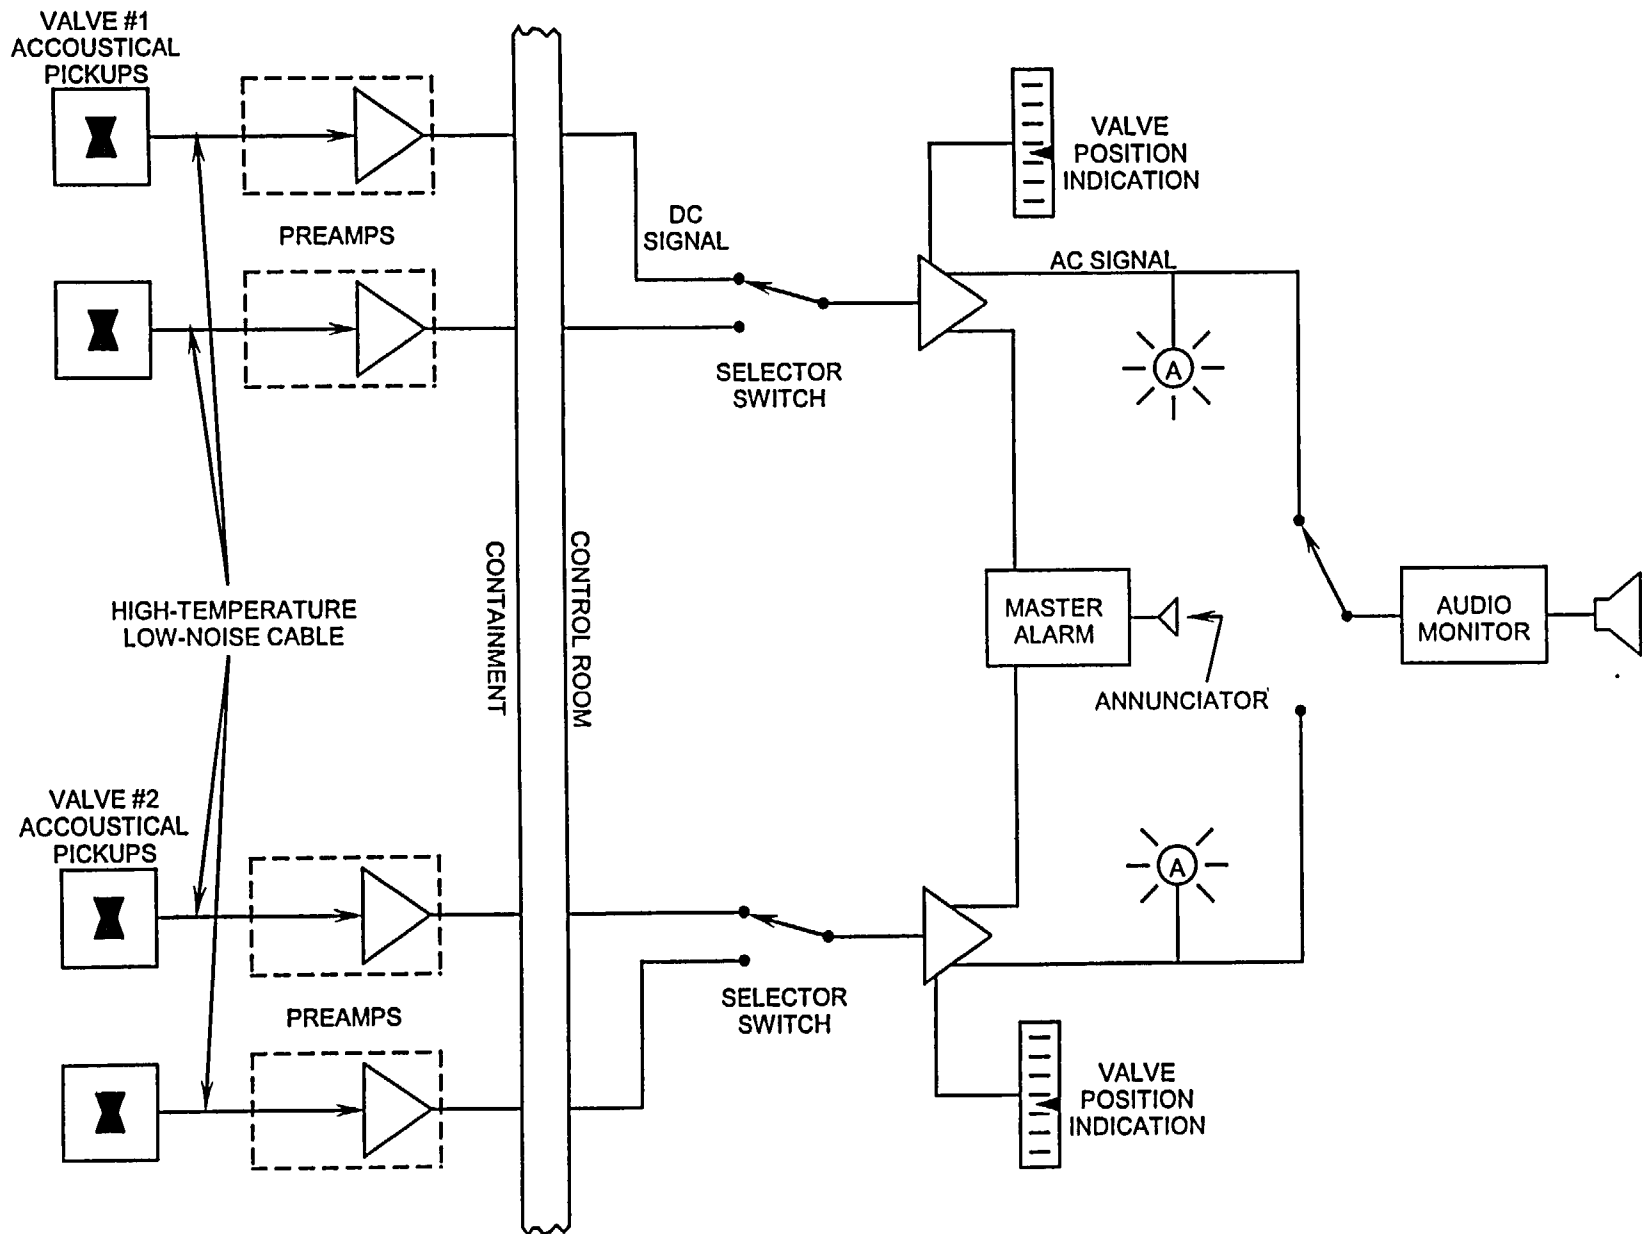 VALVE #1
ACCOUSTICAL
PICKUPS
PREAMPS
DC
SIGNAL
SELECTOR
SWITCH
VALVE
POSITION
INDICATION
AC SIGNAL
A
HIGH-TEMPERATURE
LOW-NOISE CABLE
CONTAINMENT
CONTROL ROOM
MASTER
ALARM
ANNUNCIATOR
AUDIO
MONITOR
VALVE #2
ACCOUSTICAL
PICKUPS
PREAMPS
SELECTOR
SWITCH
A
VALVE
POSITION
INDICATION